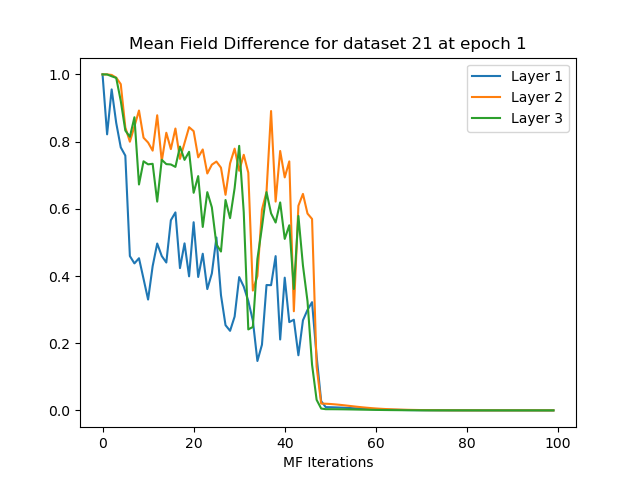 Mean Field Difference for dataset 21 at epoch 1
Layer 1
Layer 2
Layer 3
1.0
0.8
0.6
0.4
0.2
0.0
0 20 40 60 80 100
MF Iterations